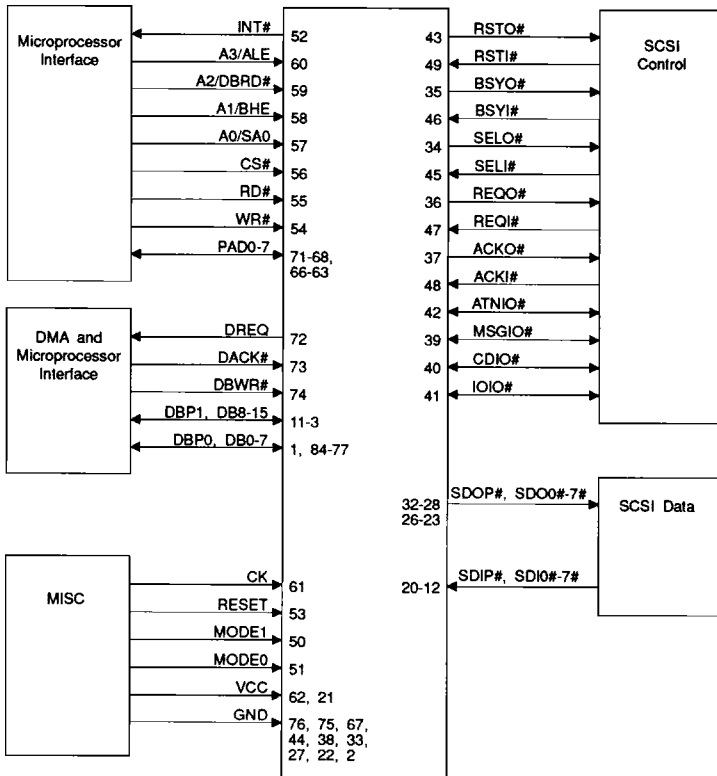 Microprocessor
Interface
INT#
52
A3/ALE
60
A2/DBRD#
59
A1/BHE
58
A0/SA0
57
CS#
56
RD#
55
WR#
54
PAD0-7
71-68,
66-63
DMA and
Microprocessor
Interface
DREQ
72
DACK#
73
DBWR#
74
DBP1, DB8-15
11-3
DBP0, DB0-7
1, 84-77
MISC
CK
61
RESET
53
MODE1
50
MODE0
51
VCC
62, 21
GND
76, 75, 67,
44, 38, 33,
27, 22, 2
43
RSTO#
49
RSTI#
35
BSYO#
46
BSYI#
34
SELO#
45
SELI#
36
REQO#
47
REQI#
37
ACKO#
48
ACKI#
42
ATNIO#
39
MSGIO#
40
CDIO#
41
IOIO#
SCSI
Control
32-28
26-23
SDOP#, SDO0#-7#
20-12
SDIP#, SDI0#-7#
SCSI Data